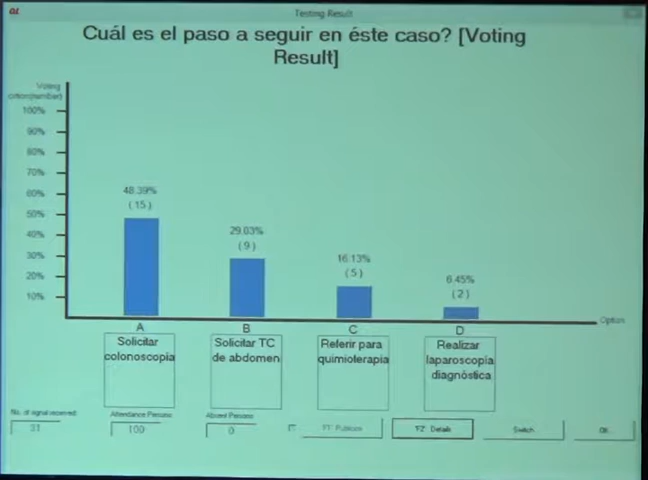 Testing Result
Cuál es el paso a seguir en éste caso? [Voting
Result]
Voting
100%
90%
80%
70%
60%
50%
40%
30%
20%
10%
48.39%
(15)
29.03%
(9)
16.13%
(5)
6.45%
(2)
Option
A
B
C
D
Solicitar
colonoscopia
Solicitar TC
de abdomen
Referir para
quimioterapia
Realizar
laparoscopia
diagnóstica
No. of signal received:
31
Attendance Persons:
100
Absent Persons:
0
F2: Details
Switch
OK